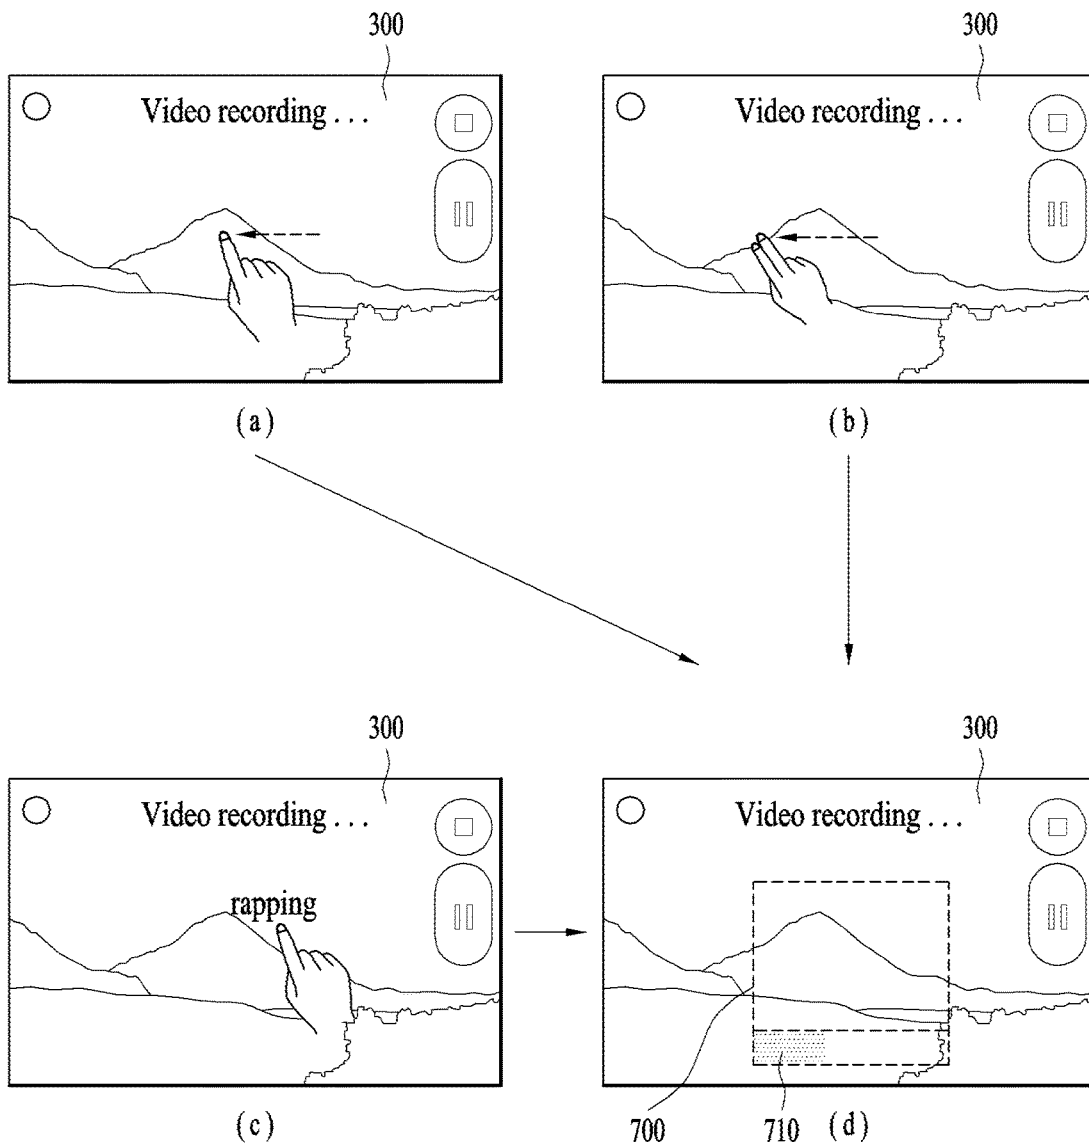 300
300
Video recording . . .
Video recording . . .
(a)
(b)
300
300
Video recording . . .
Video recording . . .
rapping
(c)
700
710
(d)